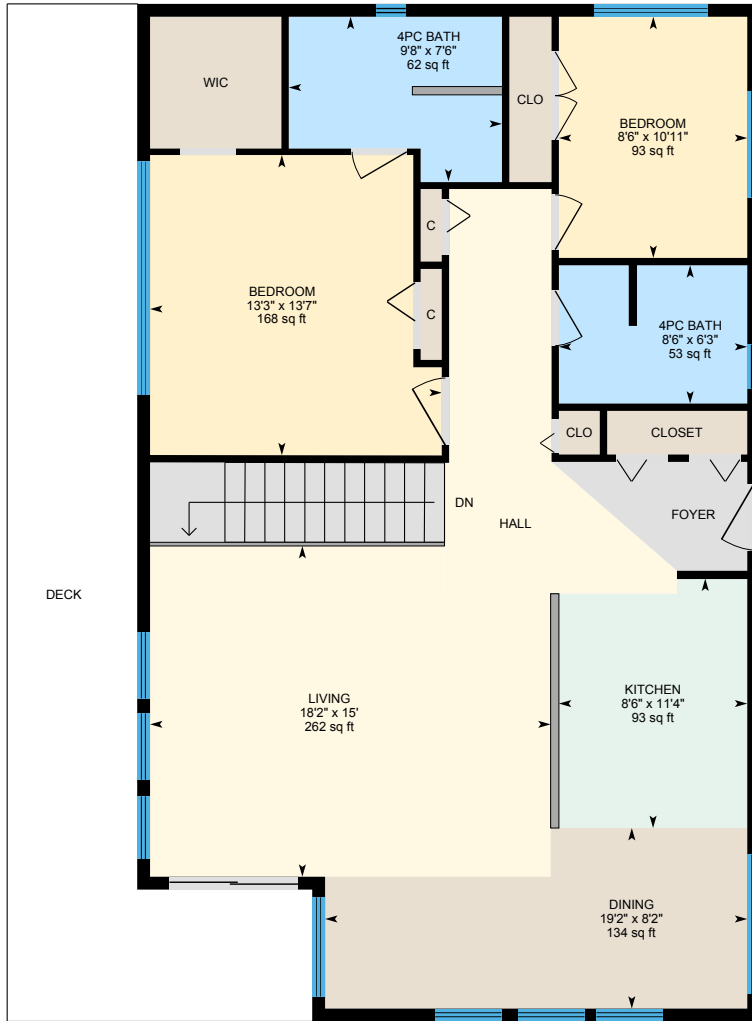 4PC BATH
9'8" x 7'6"
62 sq ft
WIC
CLO
BEDROOM
8'6" x 10'11"
93 sq ft
C
BEDROOM
13'3" x 13'7"
168 sq ft
C
4PC BATH
8'6" x 6'3"
53 sq ft
CLO
CLOSET
DN
HALL
FOYER
DECK
LIVING
18'2" x 15'
262 sq ft
KITCHEN
8'6" x 11'4"
93 sq ft
DINING
19'2" x 8'2"
134 sq ft